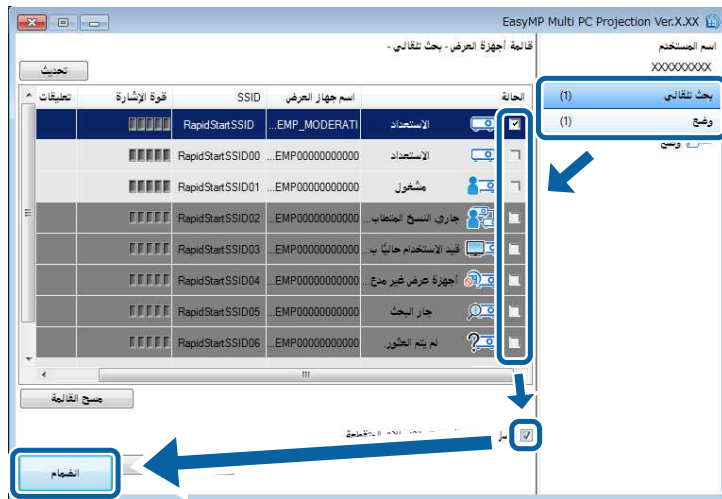 EasyMP Multi PC Projection Ver.X.XX
اسم المستخدم
XXXXXXXXX
بحث تلقائي (1)
وضع (1)
وضع
قائمة أجهزة العرض - بحث تلقائي -
تحديث
الحالة اسم جهاز العرض SSID قوة الإشارة تعليقات
الاستعداد EMP_MODERATI... RapidStartSSID
الاستعداد EMP00000000000... RapidStartSSID00
مشغول EMP00000000000... RapidStartSSID01
جاري النسخ المتطاب... EMP00000000000... RapidStartSSID02
قيد الاستخدام حاليًا ب... EMP00000000000... RapidStartSSID03
أجهزة عرض غير مدع... EMP00000000000... RapidStartSSID04
جار البحث EMP00000000000... RapidStartSSID05
لم يتم العثور. EMP00000000000... RapidStartSSID06
مسح القائمة
انضمام